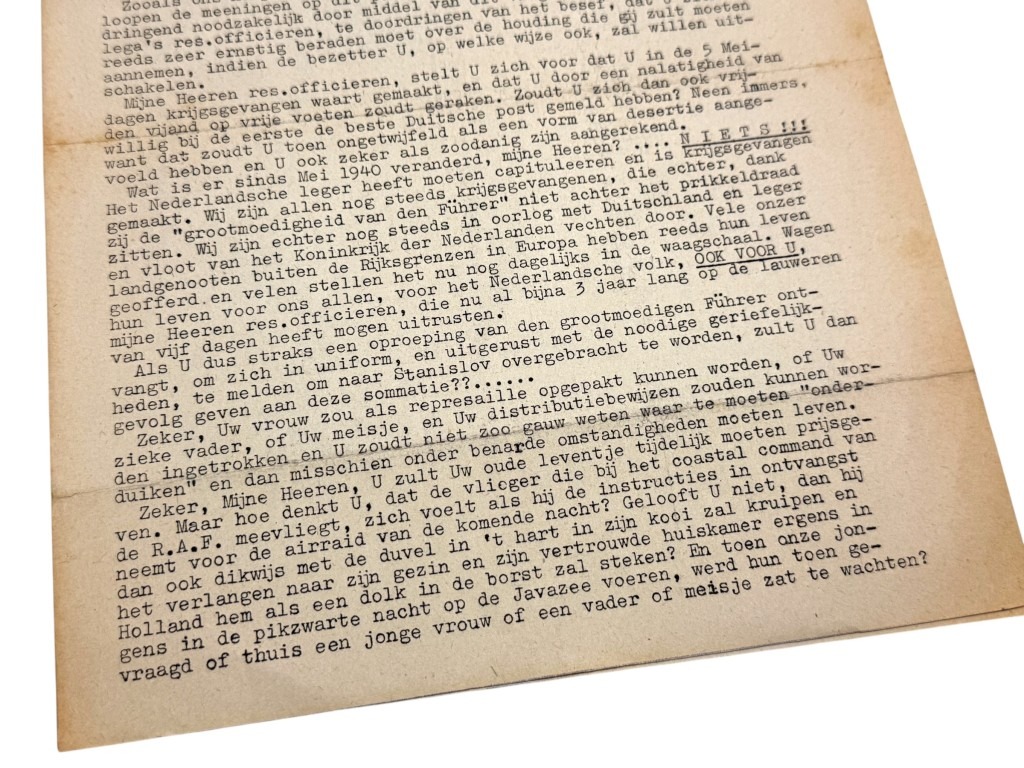 Zooals ons
loopen de meeningen op dit
dringend noodzakelijk door middel van dit
lega's res.officieren, te doordringen van het besef, dat U
reeds zeer ernstig beraden moet over de houding die gij zult moeten
aannemen, indien de bezetter U, op welke wijze ook, zal willen uit-
schakelen.
Mijne Heeren res.officieren, stelt U zich voor dat U in de 5 Mei-
dagen krijgsgevangen waart gemaakt, en dat U door een nalatigheid van
den vijand op vrije voeten zoudt geraken. Zoudt U zich dan ook vrij-
willig bij de eerste de beste Duitsche post gemeld hebben? Neen immers,
want dat zoudt U toen ongetwijfeld als een vorm van desertie aange-
voeld hebben en U ook zeker als zoodanig zijn aangerekend.
Wat is er sinds Mei 1940 veranderd, mijne Heeren? .... N I E T S !!!
Het Nederlandsche leger heeft moeten capituleeren en is krijgsgevangen
gemaakt. Wij zijn allen nog steeds krijgsgevangenen, die echter, dank
zij de "grootmoedigheid van den Führer" niet achter het prikkeldraad
zitten. Wij zijn echter nog steeds in oorlog met Duitschland en leger
en vloot van het Koninkrijk der Nederlanden vechten door. Vele onzer
landgenooten buiten de Rijksgrenzen in Europa hebben reeds hun leven
geofferd.en velen stellen het nu nog dagelijks in de waagschaal. Wagen
hun leven voor ons allen, voor het Nederlandsche volk, OOK VOOR U,
mijne Heeren res.officieren, die nu al bijna 3 jaar lang op de lauweren
van vijf dagen heeft mogen uitrusten.
Als U dus straks een oproeping van den grootmoedigen Führer ont-
vangt, om zich in uniform, en uitgerust met de noodige geriefelijk-
heden, te melden om naar Stanislov overgebracht te worden, zult U dan
gevolg geven aan deze sommatie??......
Zeker, Uw vrouw zou als represaille opgepakt kunnen worden, of Uw
zieke vader, of Uw meisje, en Uw distributiebewijzen zouden kunnen wor-
den ingetrokken en U zoudt niet zoo gauw weten waar te moeten "onder-
duiken" en dan misschien onder benarde omstandigheden moeten leven.
Zeker, Mijne Heeren, U zult Uw oude leventje tijdelijk moeten prijsge-
ven. Maar hoe denkt U, dat de vlieger die bij het coastal command van
de R.A.F. meevliegt, zich voelt als hij de instructies in ontvangst
neemt voor de airraid van de komende nacht? Gelooft U niet, dan hij
dan ook dikwijs met de duvel in 't hart in zijn kooi zal kruipen en
het verlangen naar zijn gezin en zijn vertrouwde huiskamer ergens in
Holland hem als een dolk in de borst zal steken? En toen onze jon-
gens in de pikzwarte nacht op de Javazee voeren, werd hun toen ge-
vraagd of thuis een jonge vrouw of een vader of meisje zat te wachten?